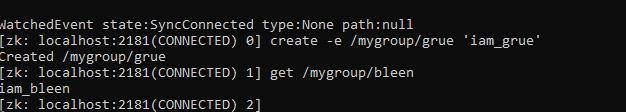 WatchedEvent state:SyncConnected type:None path:null
[zk: localhost:2181(CONNECTED) 0] create -e /mygroup/grue 'iam_grue'
Created /mygroup/grue
[zk: localhost:2181(CONNECTED) 1] get /mygroup/bleen
iam_bleen
[zk: localhost:2181(CONNECTED) 2]